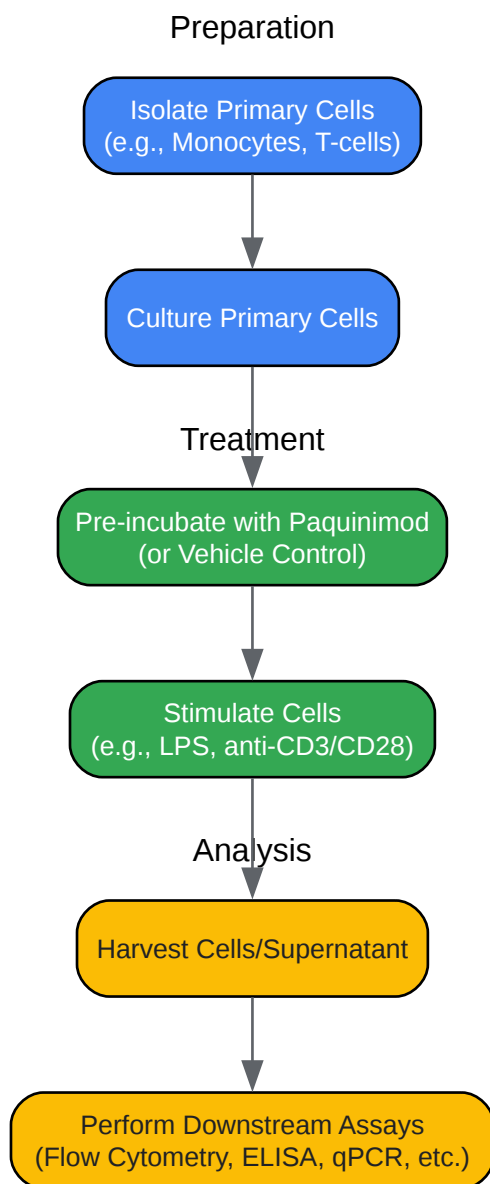 Preparation
Isolate Primary Cells
(e.g., Monocytes, T-cells)
Culture Primary Cells
Treatment
Pre-incubate with Paquinimod
(or Vehicle Control)
Stimulate Cells
(e.g., LPS, anti-CD3/CD28)
Analysis
Harvest Cells/Supernatant
Perform Downstream Assays
(Flow Cytometry, ELISA, qPCR, etc.)